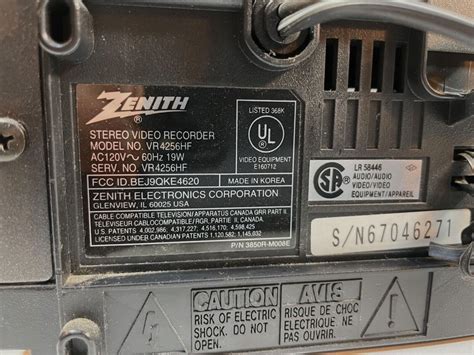 ZENITH
®
STEREO VIDEO RECORDER
MODEL NO. VR4256HF
AC120V~ 60Hz 19W
SERV. NO. VR4256HF
FCC ID.BEJ9QKE4620
MADE IN KOREA
ZENITH ELECTRONICS CORPORATION
GLENVIEW, IL 60025 USA
CABLE COMPATIBLE TELEVISION/APPARATUS CANADA GRR PART II.
TELEVISEUR CABLOCOMPATIBLE/RGR. PARTIE II. CANADA
U.S. PATENTS 4,002,986; 4,317,227; 4,516,170; 4,598,425
LICENSED UNDER CANADIAN PATENTS 1,120,582; 1,145,032
P/N 3850R-M008E
LISTED 368K
UL
®
VIDEO EQUIPMENT
E160712
LR 58446
AUDIO/AUDIO
VIDEO/VIDEO
EQUIPMENT/APPAREIL
S/N67046271
CAUTION
RISK OF ELECTRIC
SHOCK. DO NOT
OPEN.
AVIS
RISQUE DE CHOC
ELECTRIQUE
NE PAS